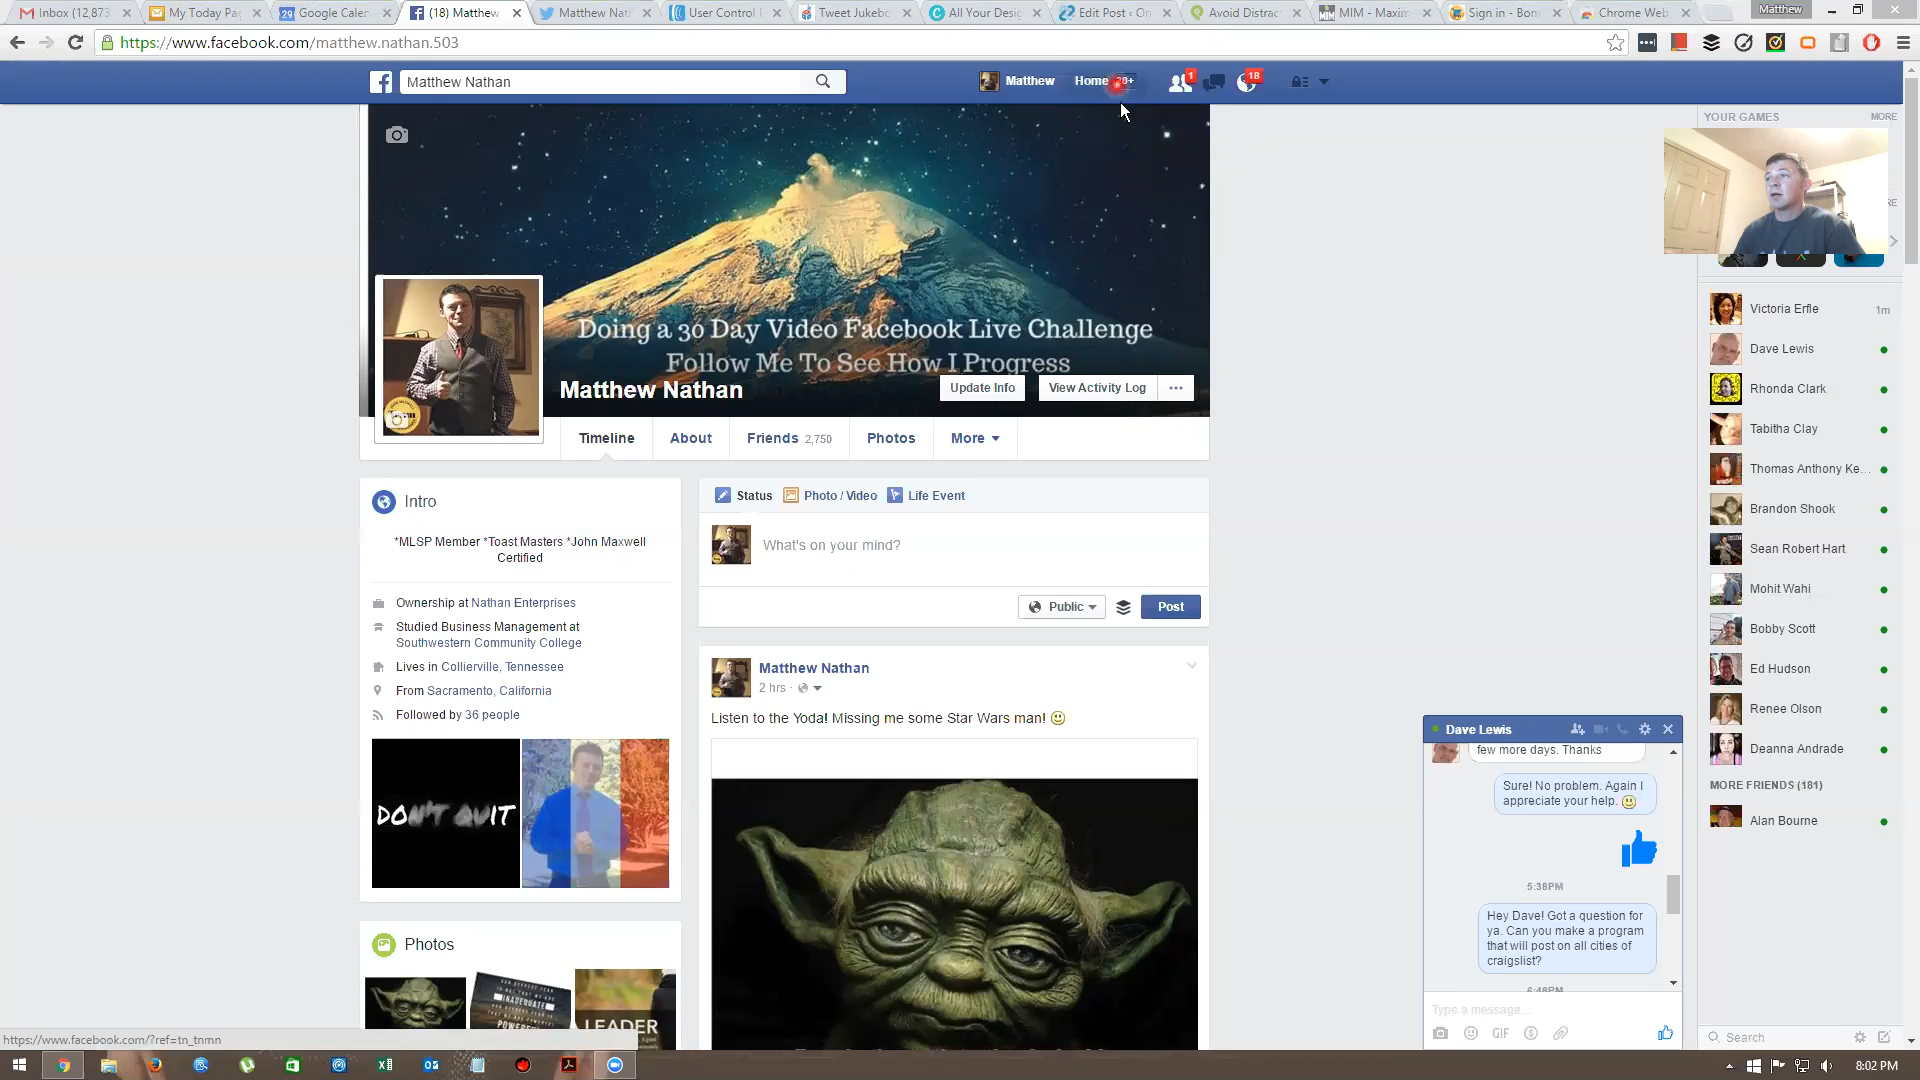 Inbox (12,873
My Today Pa
Google Caler
(18) Matthew
Matthew Nat
User Control
Tweet Jukeb
All Your Desig
Edit Post ‹ On
Avoid Distrac
MIM - Maxim
Sign in - Bom
Chrome Web
Matthew
https://www.facebook.com/matthew.nathan.503
Matthew Nathan
Matthew
Home
20+
1
18
YOUR GAMES
MORE
Doing a 30 Day Video Facebook Live Challenge
Follow Me To See How I Progress
Matthew Nathan
Update Info
View Activity Log
Timeline
About
Friends 2,750
Photos
More
Intro
*MLSP Member *Toast Masters *John Maxwell
Certified
Ownership at Nathan Enterprises
Studied Business Management at
Southwestern Community College
Lives in Collierville, Tennessee
From Sacramento, California
Followed by 36 people
DON'T QUIT
Photos
INADEQUATE
POWERFUL
LEADER
Status
Photo / Video
Life Event
What's on your mind?
Public
Post
Matthew Nathan
2 hrs ·
Listen to the Yoda! Missing me some Star Wars man!
Victoria Erfle
1m
Dave Lewis
Rhonda Clark
Tabitha Clay
Thomas Anthony Ke...
Brandon Shook
Sean Robert Hart
Mohit Wahi
Bobby Scott
Ed Hudson
Renee Olson
Deanna Andrade
MORE FRIENDS (181)
Alan Bourne
Search
Dave Lewis
few more days. Thanks
Sure! No problem. Again I
appreciate your help.
5:38PM
Hey Dave! Got a question for
ya. Can you make a program
that will post on all cities of
craigslist?
6:48PM
Type a message...
GIF
https://www.facebook.com/?ref=tn_tnmn
8:02 PM